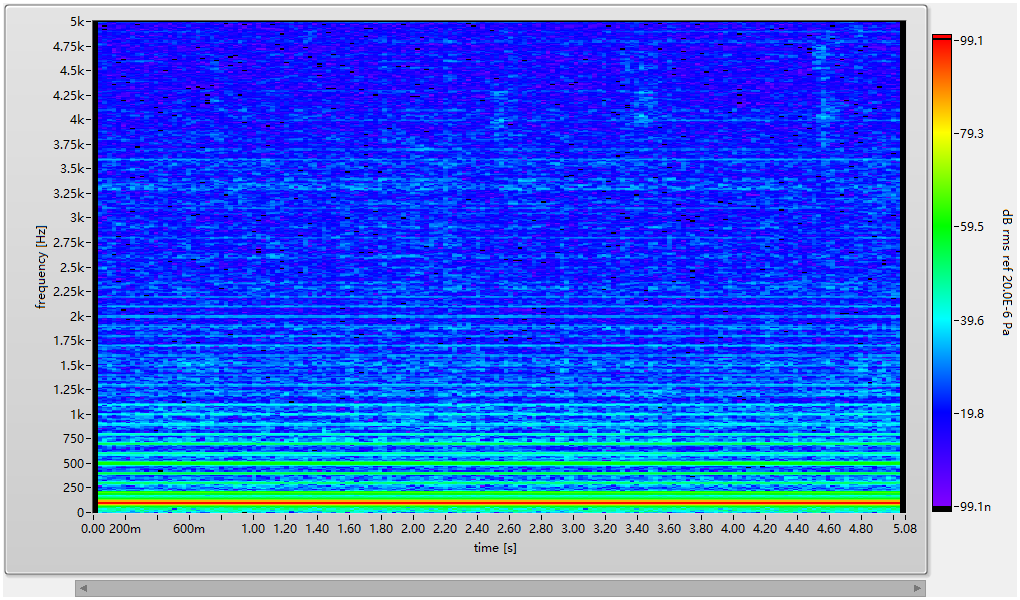 5k
4.75k
4.5k
4.25k
4k
3.75k
3.5k
3.25k
3k
2.75k
2.5k
2.25k
2k
1.75k
1.5k
1.25k
1k
750
500
250
0
frequency [Hz]
0.00 200m 600m 1.00 1.20 1.40 1.60 1.80 2.00 2.20 2.40 2.60 2.80 3.00 3.20 3.40 3.60 3.80 4.00 4.20 4.40 4.60 4.80 5.08
time [s]
99.1
79.3
59.5
39.6
19.8
99.1n
dB rms ref 20.0E-6 Pa